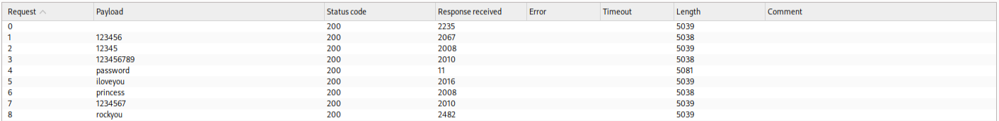 Request Payload Status code Response received Error Timeout Length Comment
0 200 2235 5039
1 123456 200 2067 5038
2 12345 200 2008 5039
3 123456789 200 2010 5038
4 password 200 11 5081
5 iloveyou 200 2016 5039
6 princess 200 2008 5038
7 1234567 200 2010 5039
8 rockyou 200 2482 5039